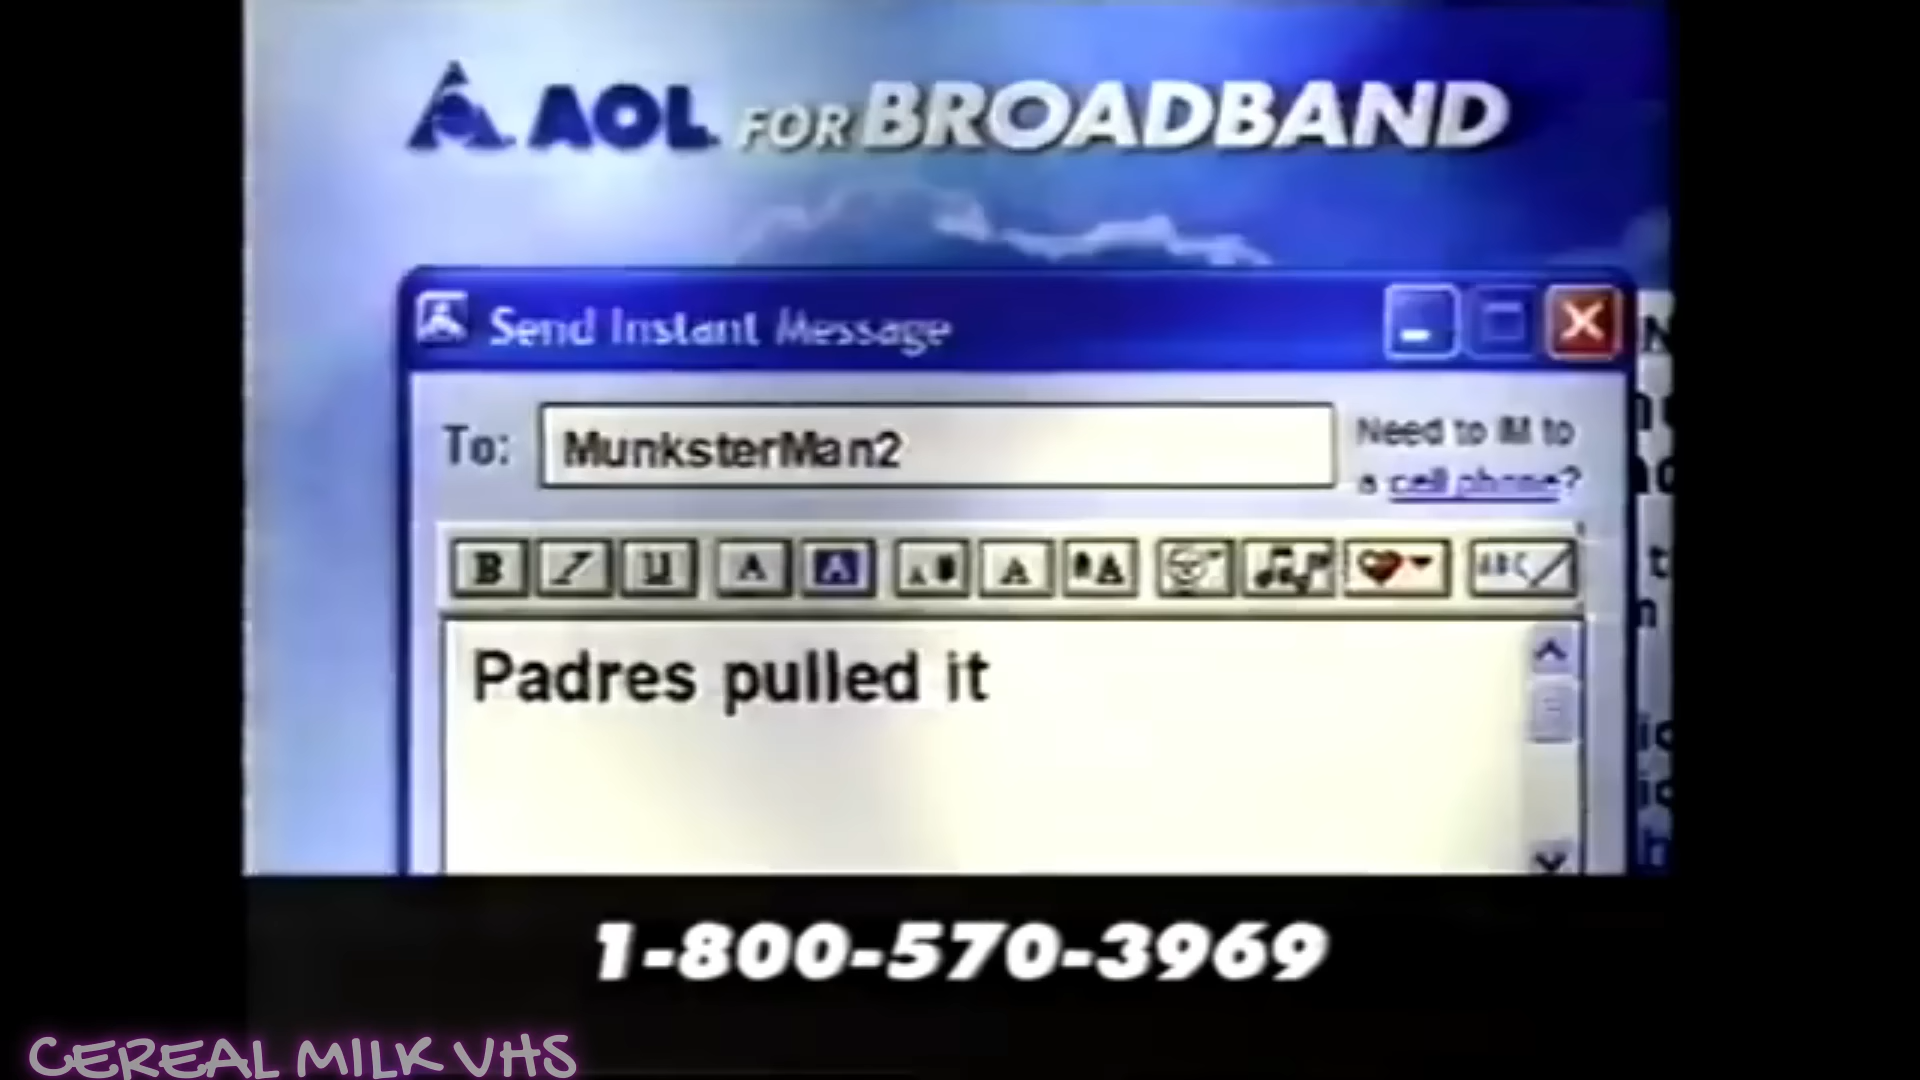 AOL FOR BROADBAND
Send Instant Message
To: MunksterMan2
Need to IM to
a cell phone?
B I U A A A A A A ABC
Padres pulled it
1-800-570-3969
CEREAL MILK VHS